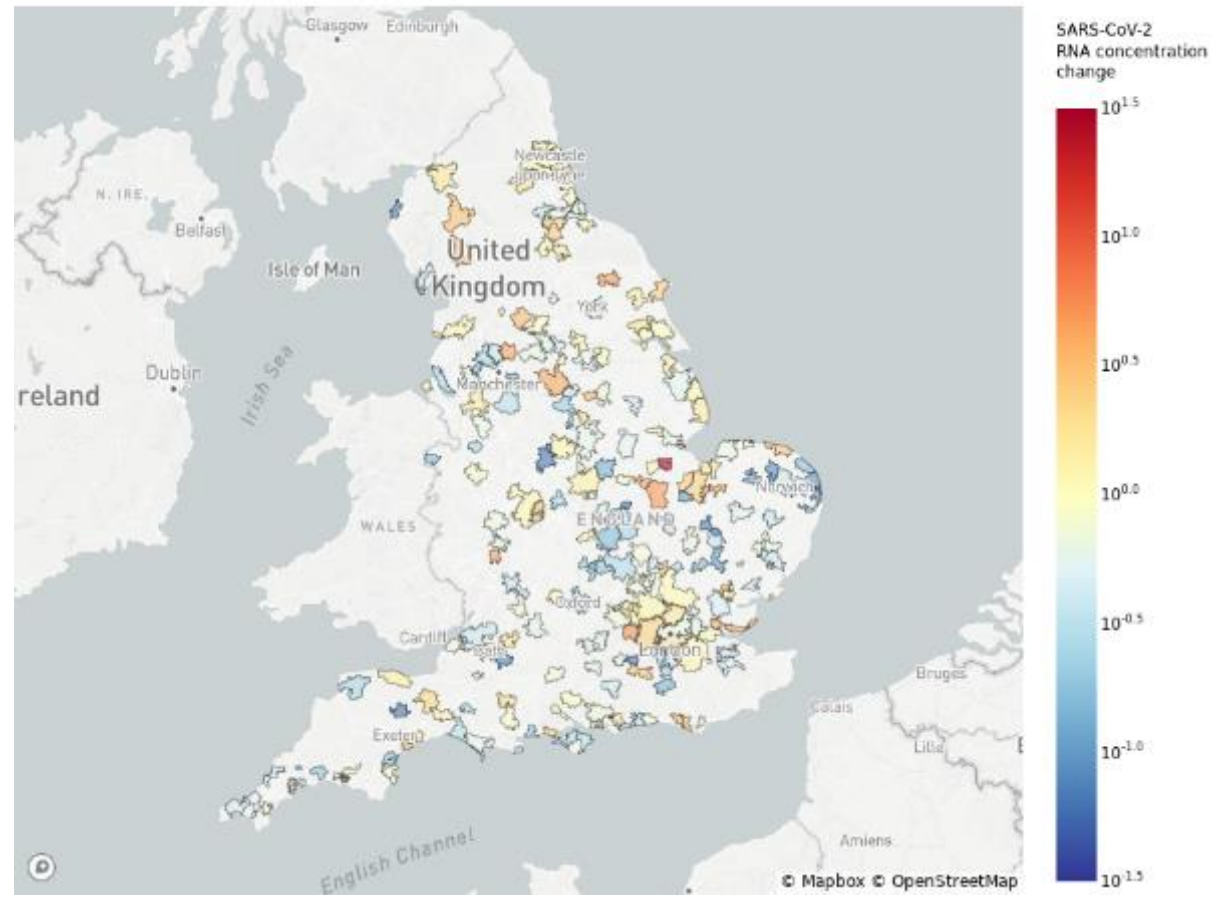 SARS-CoV-2
RNA concentration
change
10^1.5
10^1.0
10^0.5
10^0.0
10^-0.5
10^-1.0
10^-1.5
Glasgow
Edinburgh
Newcastle
upon Tyne
N. IRE.
Belfast
United
Kingdom
Isle of Man
York
Irish Sea
Dublin
reland
Manchester
Norwich
ENGLAND
WALES
Oxford
Cardiff
London
Bruges
Calais
Exeter
Lille
Amiens
English Channel
© Mapbox © OpenStreetMap